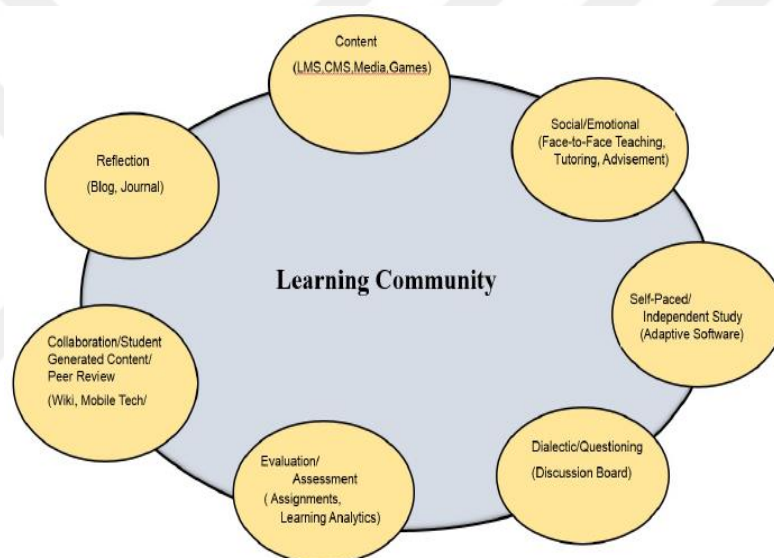 Content
(LMS,CMS,Media,Games)
Social/Emotional
(Face-to-Face Teaching,
Tutoring, Advisement)
Reflection
(Blog, Journal)
Learning Community
Self-Paced/
Independent Study
(Adaptive Software)
Collaboration/Student
Generated Content/
Peer Review
(Wiki, Mobile Tech/
Dialectic/Questioning
(Discussion Board)
Evaluation/
Assessment
( Assignments,
Learning Analytics)